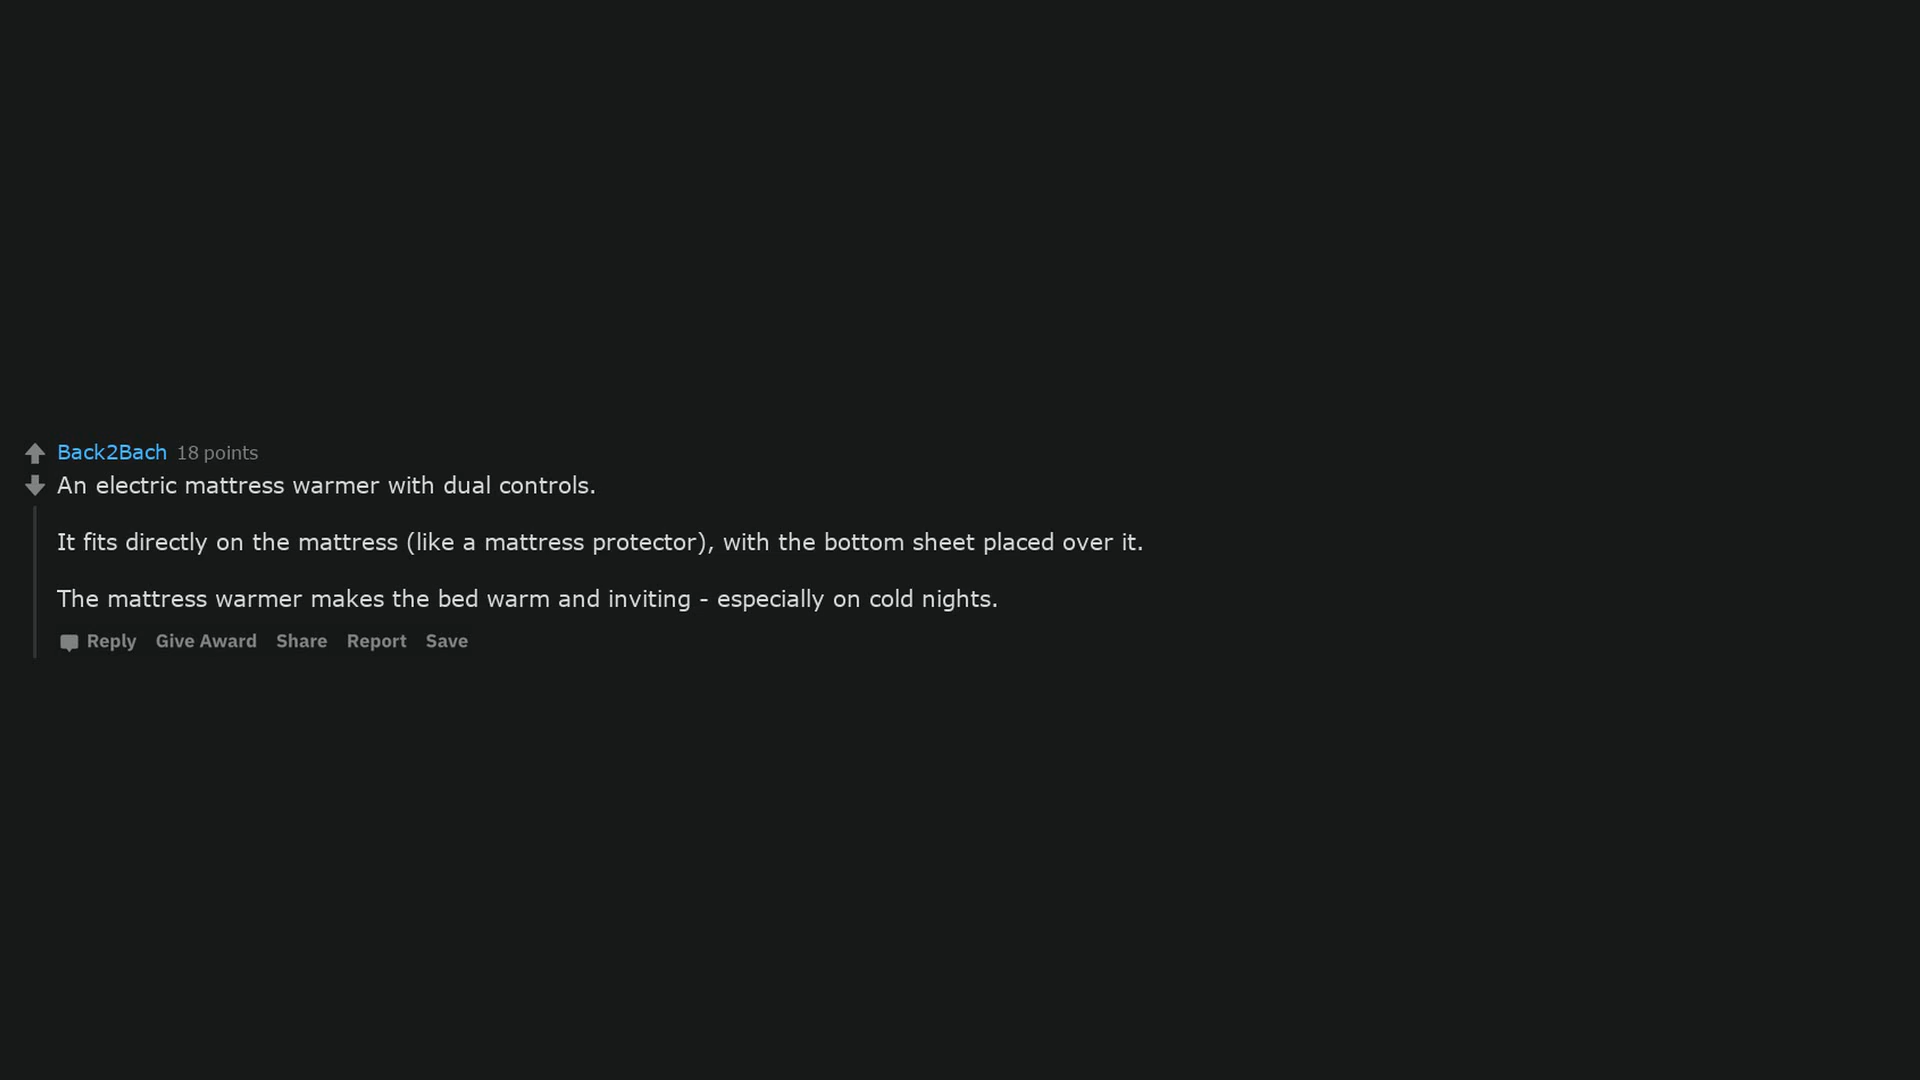 Back2Bach 18 points
An electric mattress warmer with dual controls.
It fits directly on the mattress (like a mattress protector), with the bottom sheet placed over it.
The mattress warmer makes the bed warm and inviting - especially on cold nights.
Reply Give Award Share Report Save